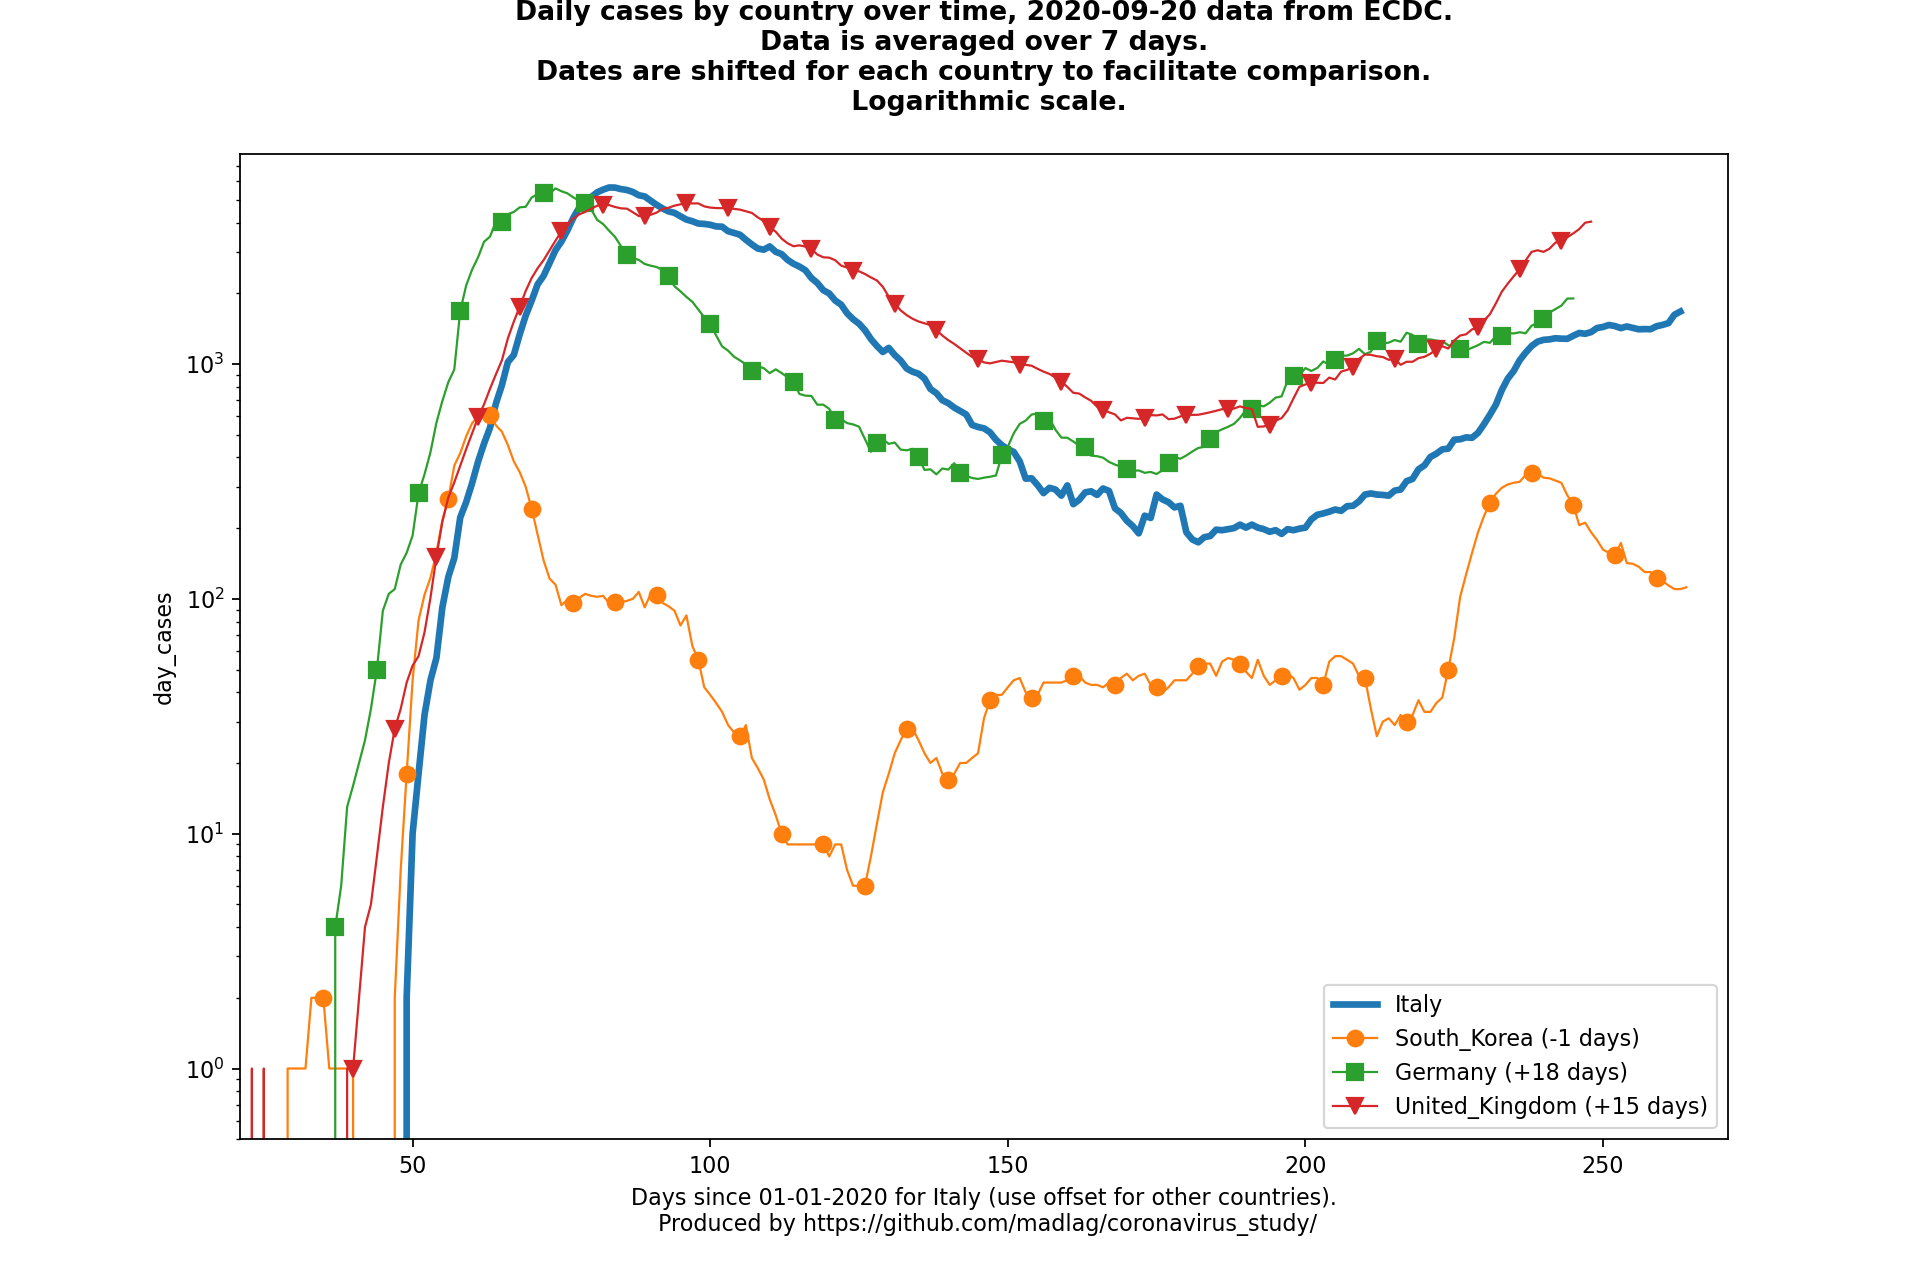 Daily cases by country over time, 2020-09-20 data from ECDC.
Data is averaged over 7 days.
Dates are shifted for each country to facilitate comparison.
Logarithmic scale.
10³
10²
10¹
10⁰
day_cases
Italy
South_Korea (-1 days)
Germany (+18 days)
United_Kingdom (+15 days)
50 100 150 200 250
Days since 01-01-2020 for Italy (use offset for other countries).
Produced by https://github.com/madlag/coronavirus_study/